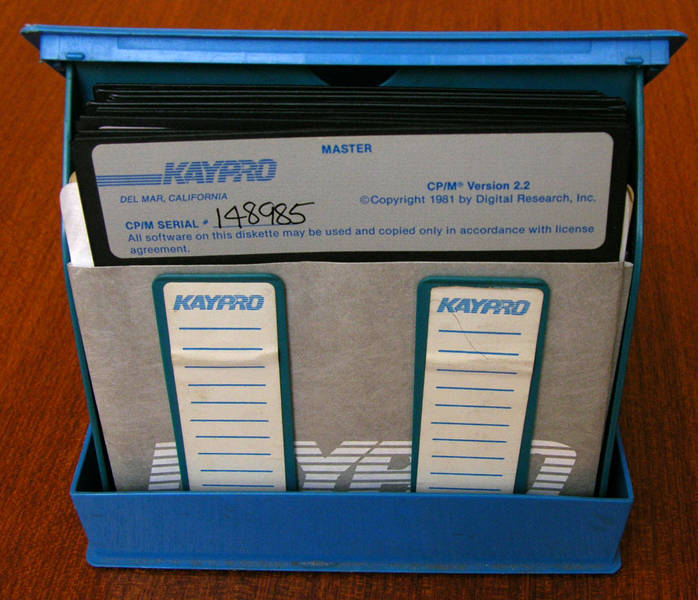 MASTER
KAYPRO
DEL MAR, CALIFORNIA
CP/M® Version 2.2
©Copyright 1981 by Digital Research, Inc.
CP/M SERIAL # 148985
All software on this diskette may be used and copied only in accordance with license
agreement.
KAYPRO
KAYPRO
KAYPRO